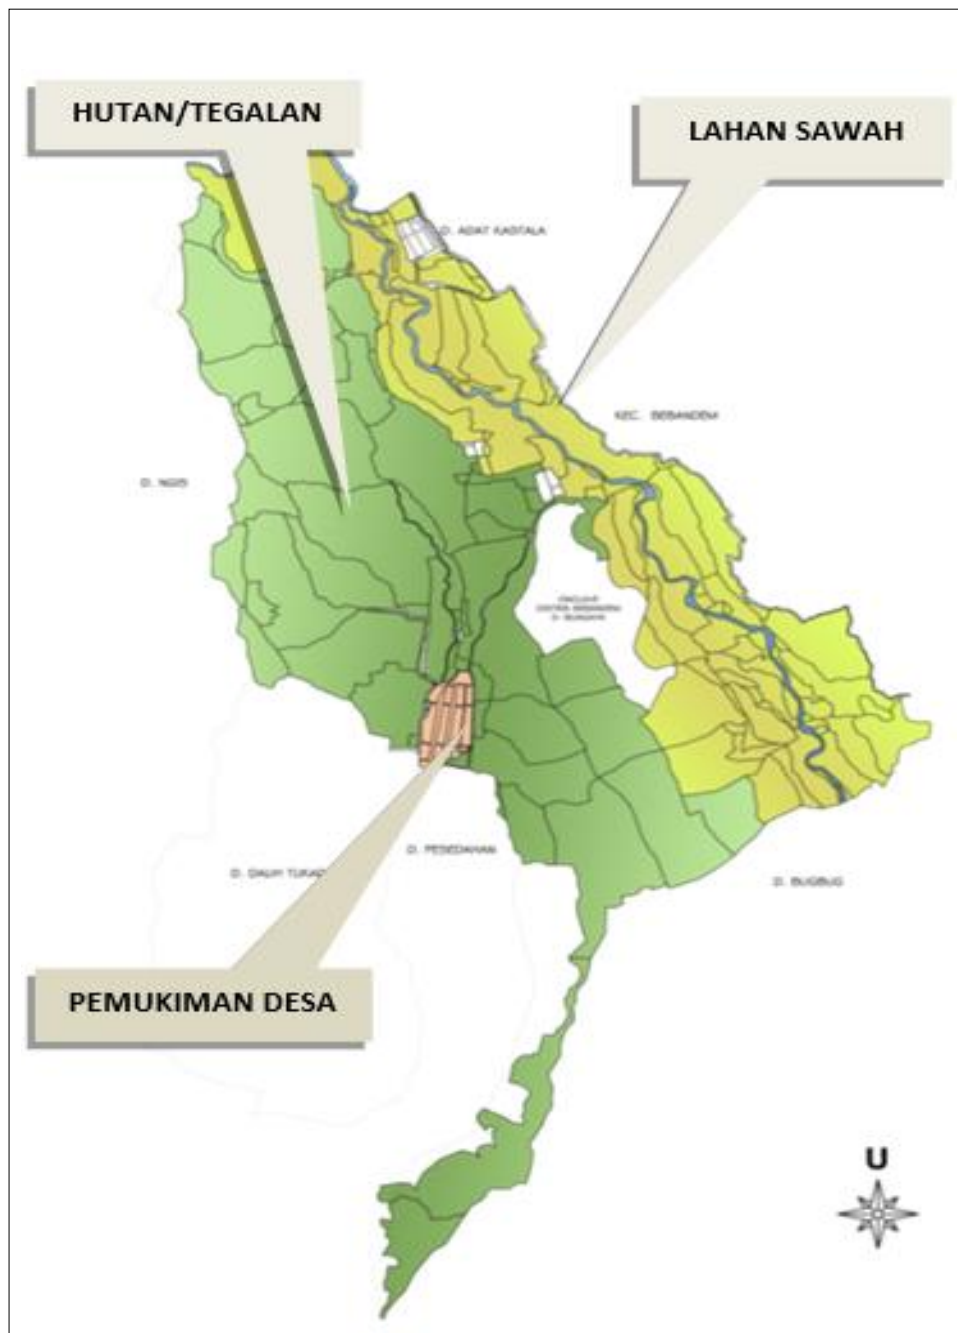 HUTAN/TEGALAN
LAHAN SAWAH
D. ADAT KASTALA
KEC. BEBANDEM
D. NGIS
D. PESEDAHAN
D. DAUH TUKAD
D. BUGBUG
PEMUKIMAN DESA
U